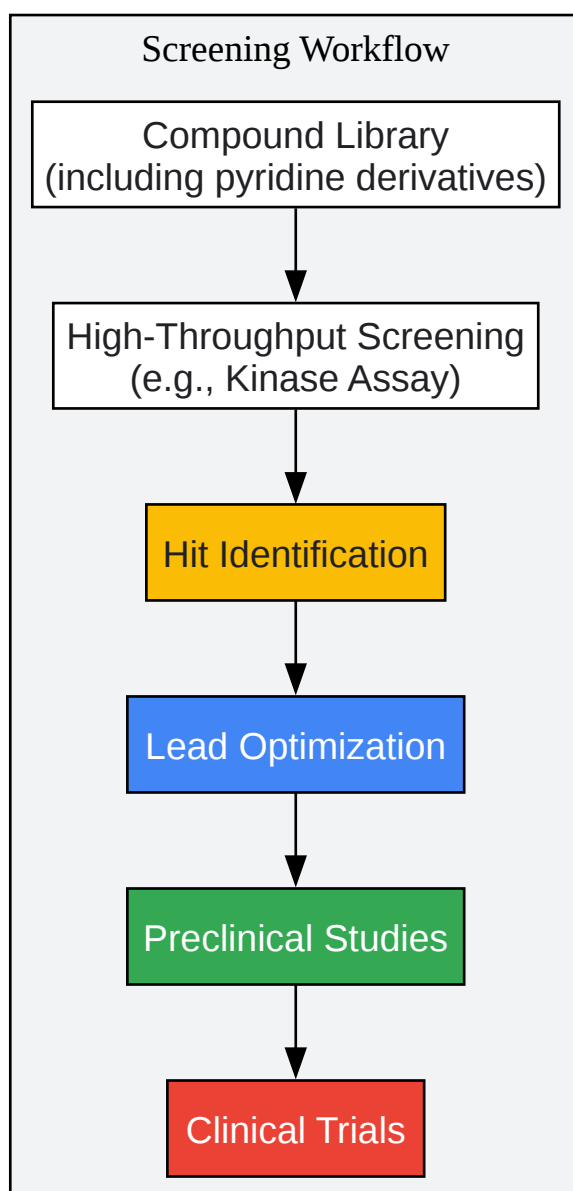 Screening Workflow
Compound Library
(including pyridine derivatives)
High-Throughput Screening
(e.g., Kinase Assay)
Hit Identification
Lead Optimization
Preclinical Studies
Clinical Trials